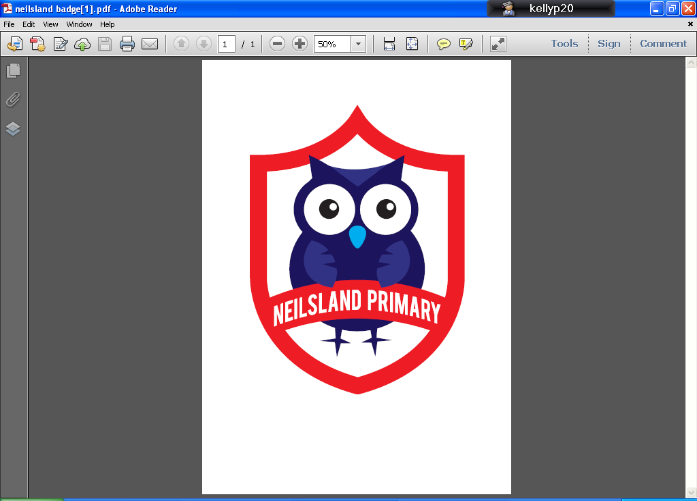 neilsland badge[1].pdf - Adobe Reader
kellyp20
File Edit View Window Help
1 / 1 50% Tools Sign Comment
NEILSLAND PRIMARY